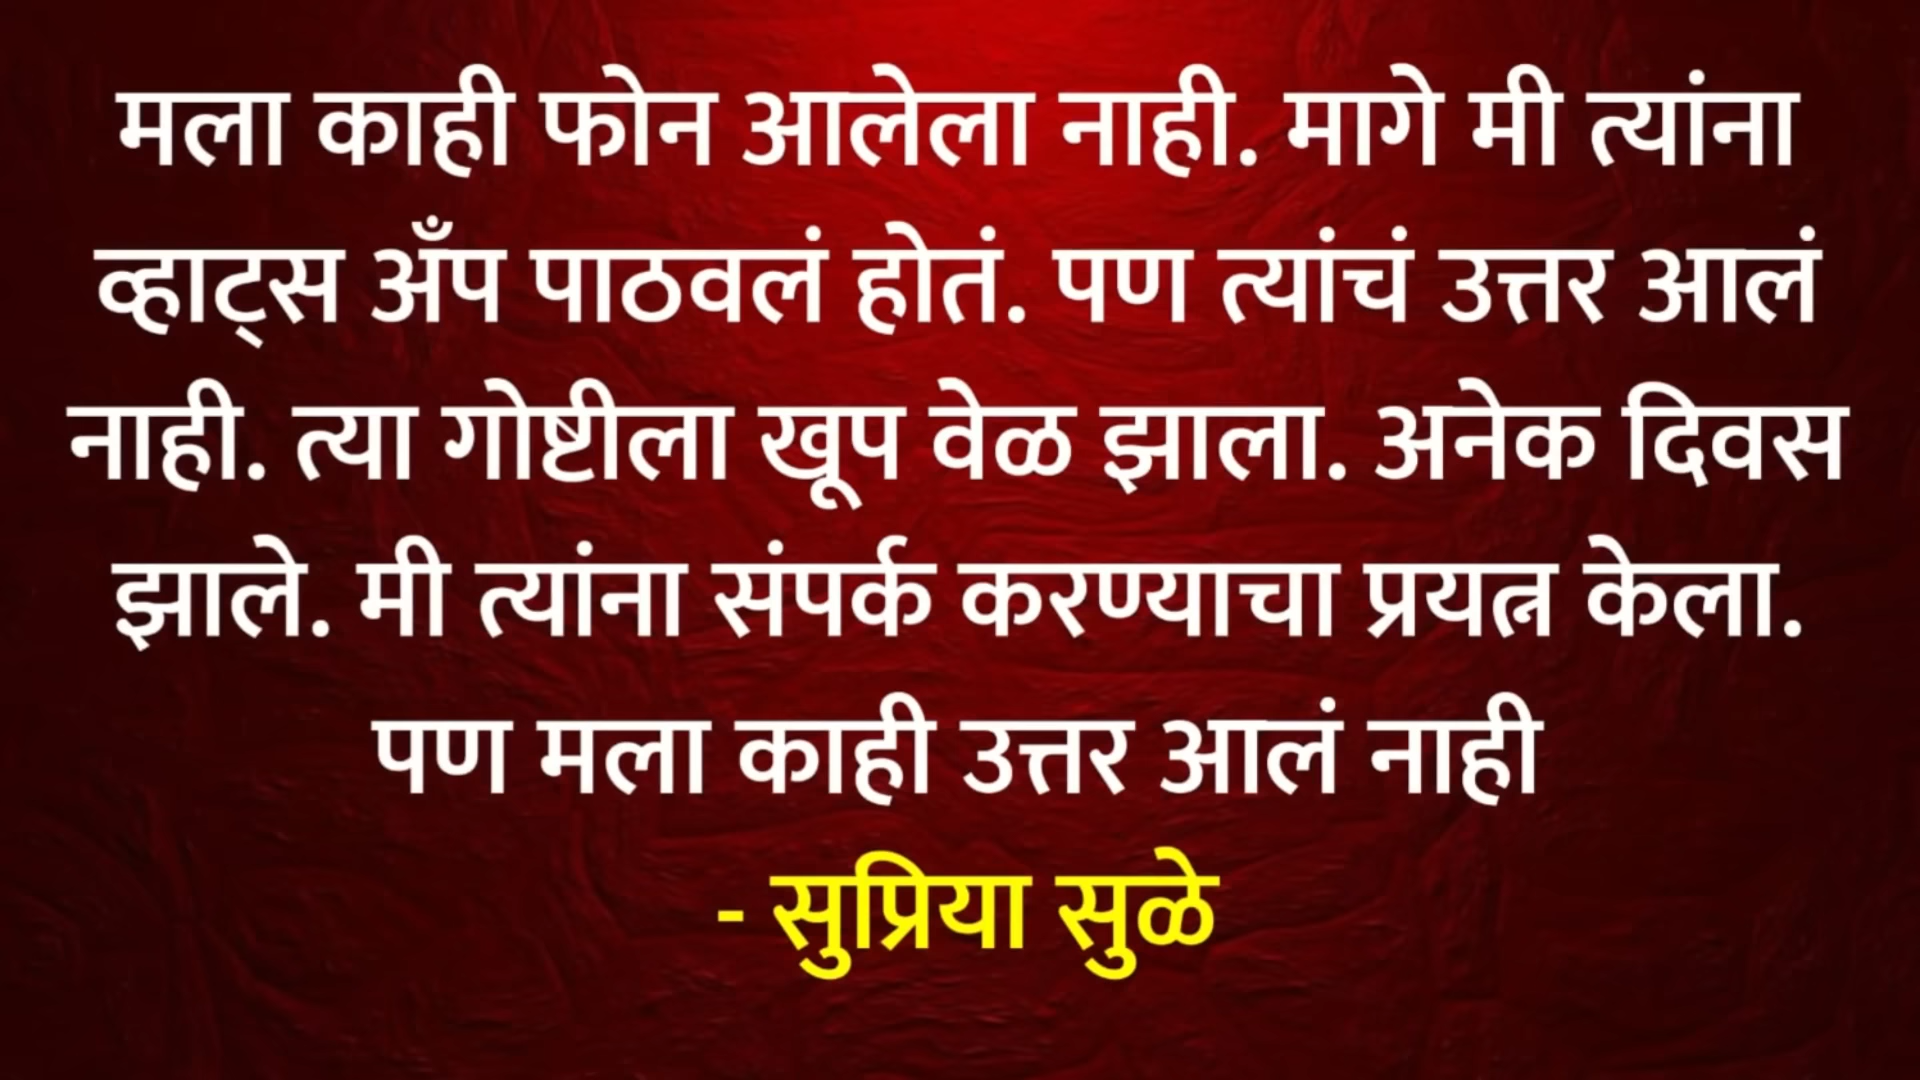 मला काही फोन आलेला नाही. मागे मी त्यांना
व्हाट्स अँप पाठवलं होतं. पण त्यांचं उत्तर आलं
नाही. त्या गोष्टीला खूप वेळ झाला. अनेक दिवस
झाले. मी त्यांना संपर्क करण्याचा प्रयत्न केला.
पण मला काही उत्तर आलं नाही
- सुप्रिया सुळे